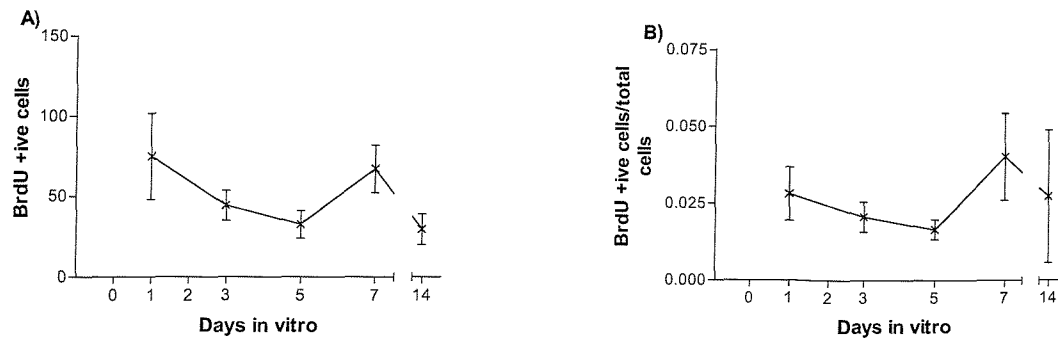 A)
BrdU +ive cells
150
100
50
0
0 1 2 3 5 7 14
Days in vitro
B)
BrdU +ive cells/total
cells
0.075
0.050
0.025
0.000
0 1 2 3 5 7 14
Days in vitro